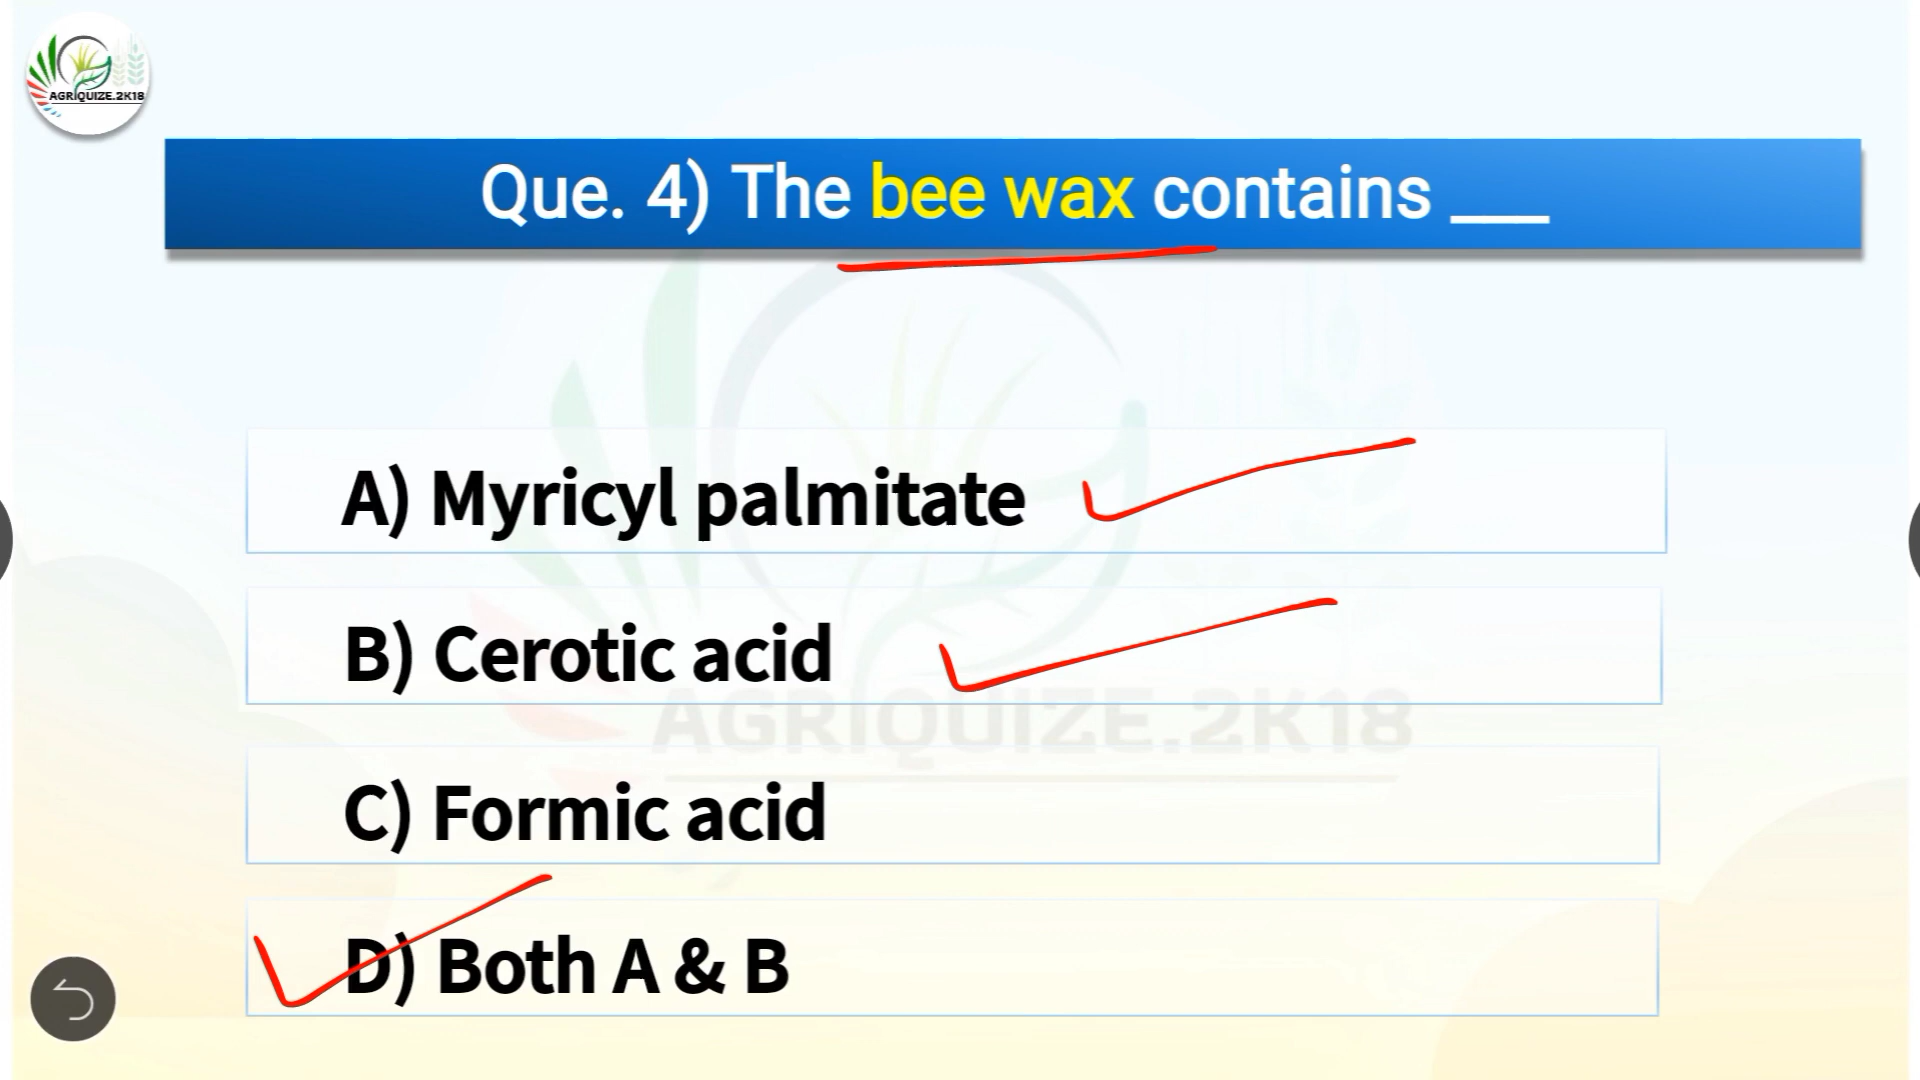 AGRIQUIZE.2K18
Que. 4) The bee wax contains ___
A) Myricyl palmitate
B) Cerotic acid
AGRIQUIZE.2K18
C) Formic acid
D) Both A & B